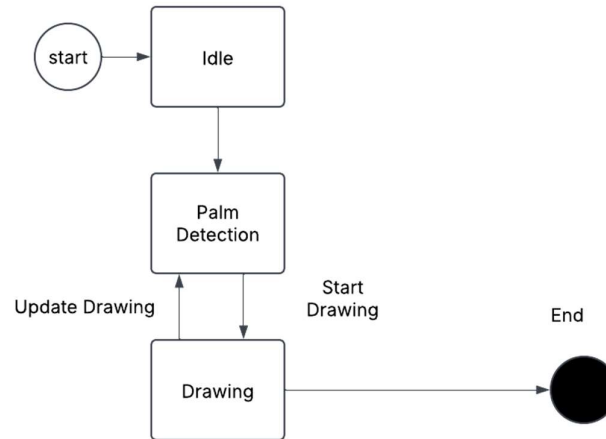 start
Idle
Palm
Detection
Update Drawing
Start
Drawing
End
Drawing